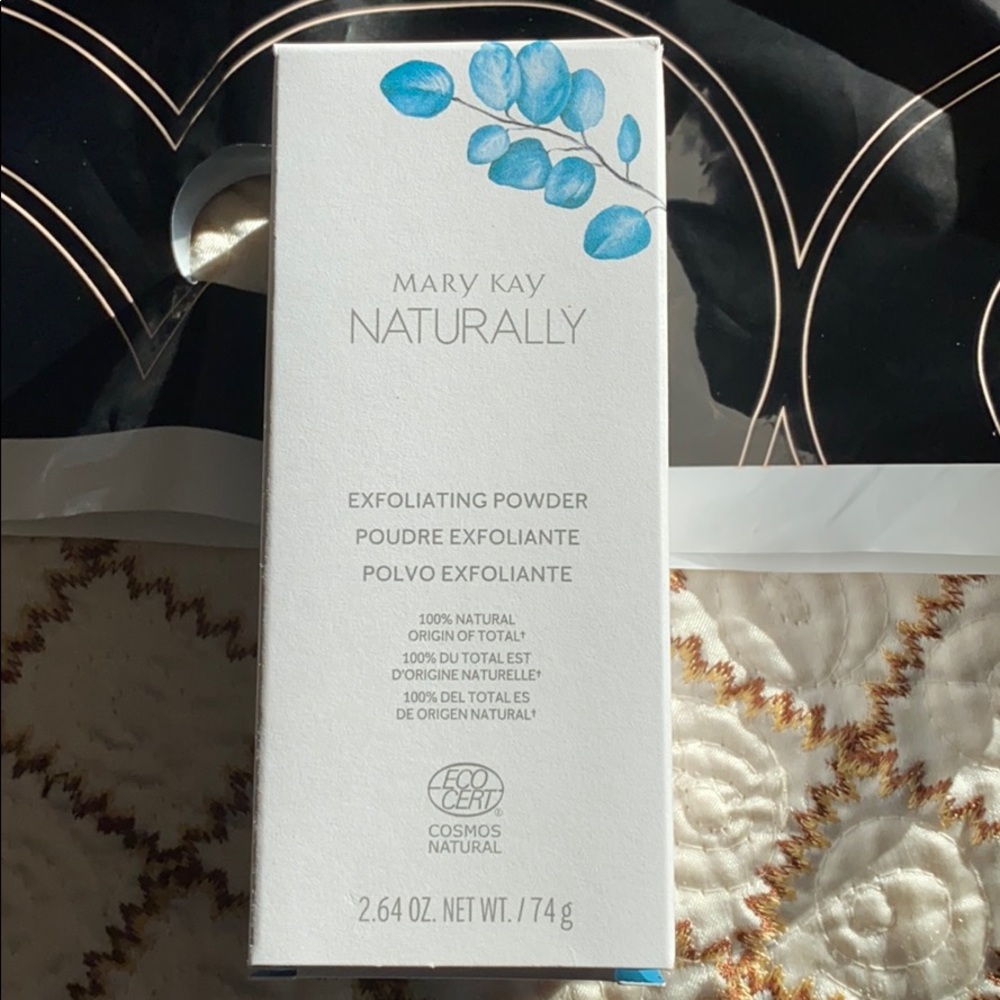 MARY KAY
NATURALLY
EXFOLIATING POWDER
POUDRE EXFOLIANTE
POLVO EXFOLIANTE
100% NATURAL
ORIGIN OF TOTAL†
100% DU TOTAL EST
D'ORIGINE NATURELLE†
100% DEL TOTAL ES
DE ORIGEN NATURAL†
ECO
CERT®
COSMOS
NATURAL
2.64 OZ. NET WT. / 74 g